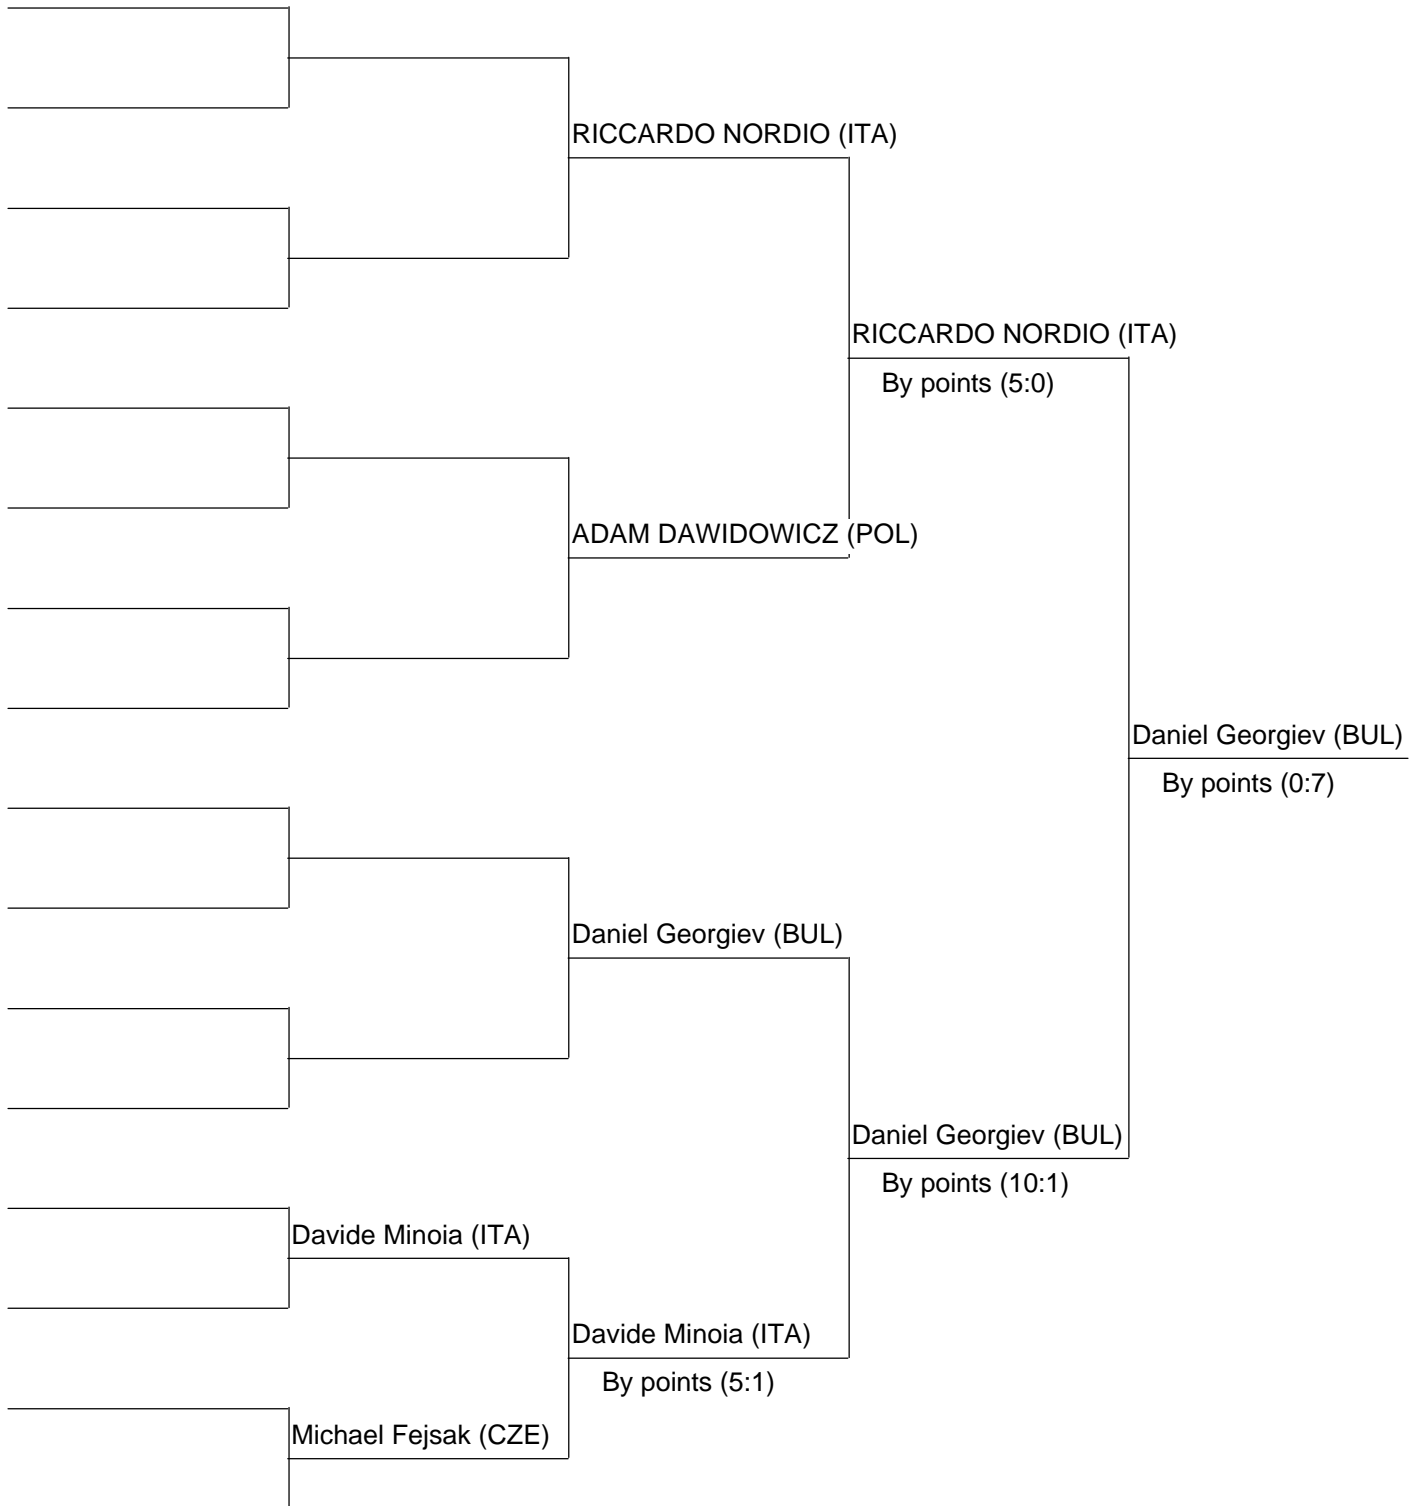 RICCARDO NORDIO (ITA)
RICCARDO NORDIO (ITA)
By points (5:0)
ADAM DAWIDOWICZ (POL)
Daniel Georgiev (BUL)
By points (0:7)
Daniel Georgiev (BUL)
Daniel Georgiev (BUL)
By points (10:1)
Davide Minoia (ITA)
Davide Minoia (ITA)
By points (5:1)
Michael Fejsak (CZE)